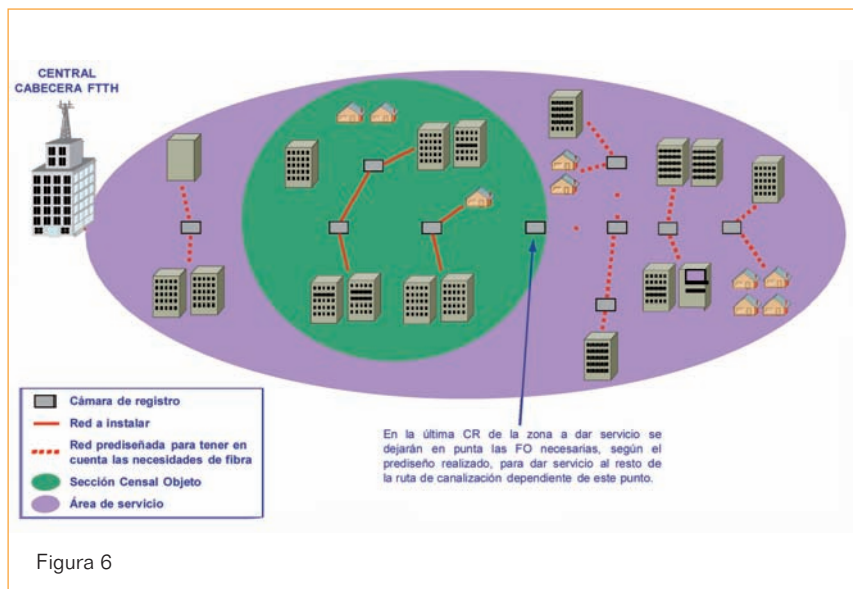 CENTRAL
CABECERA FTTH
Cámara de registro
Red a instalar
Red prediseñada para tener en
cuenta las necesidades de fibra
Sección Censal Objeto
Área de servicio
En la última CR de la zona a dar servicio se
dejarán en punta las FO necesarias, según el
prediseño realizado, para dar servicio al resto de
la ruta de canalización dependiente de este punto.
Figura 6